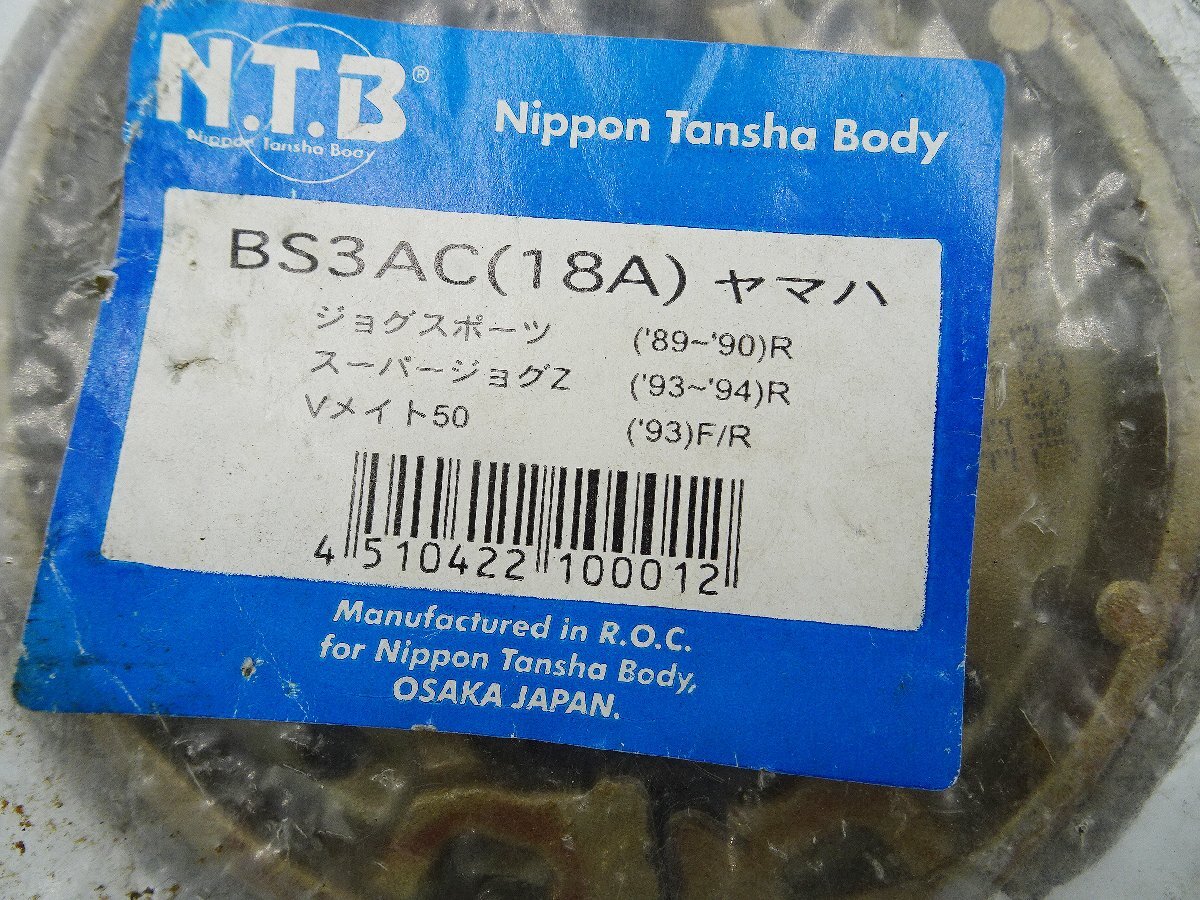 N.T.B®
Nippon Tansha Body
Nippon Tansha Body
BS3AC(18A) ヤマハ
ジョグスポーツ ('89~'90)R
スーパージョグZ ('93~'94)R
Vメイト50 ('93)F/R
4 510422 100012
Manufactured in R.O.C.
for Nippon Tansha Body,
OSAKA JAPAN.